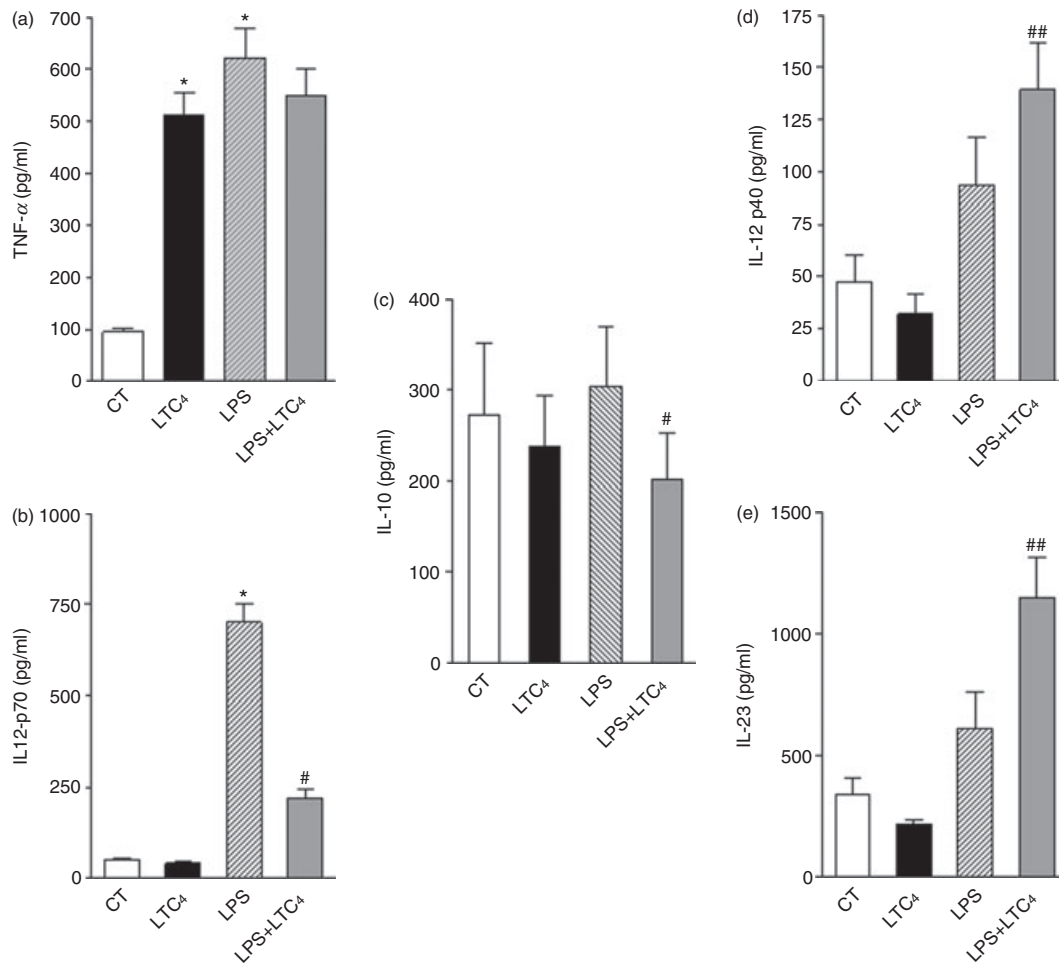 (a)
TNF-α (pg/ml)
700
600
500
400
300
200
100
0
*
*
CT
LTC₄
LPS
LPS+LTC₄
(b)
IL12-p70 (pg/ml)
1000
750
500
250
0
*
#
CT
LTC₄
LPS
LPS+LTC₄
(c)
IL-10 (pg/ml)
400
300
200
100
0
#
CT
LTC₄
LPS
LPS+LTC₄
(d)
IL-12 p40 (pg/ml)
175
150
125
100
75
50
25
0
##
CT
LTC₄
LPS
LPS+LTC₄
(e)
IL-23 (pg/ml)
1500
1000
500
0
##
CT
LTC₄
LPS
LPS+LTC₄